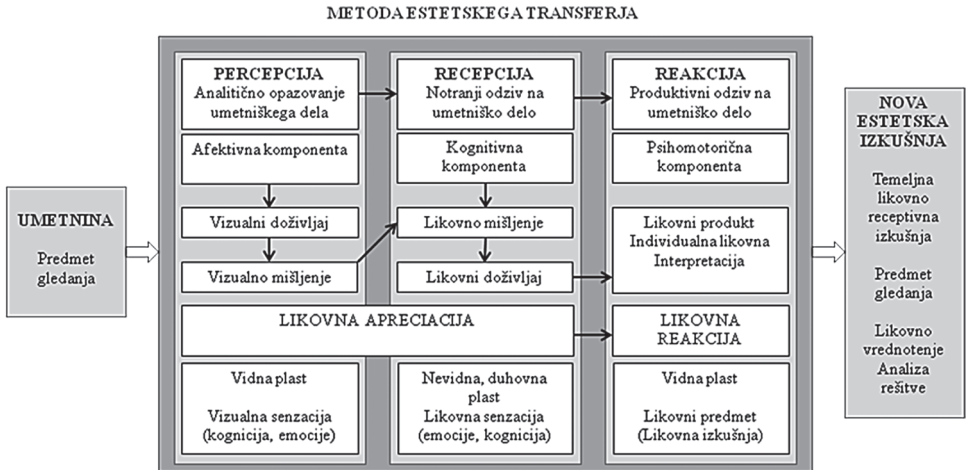 METODA ESTETSKEGA TRANSFERJA
UMETNINA
Predmet
gledanja
PERCEPCIJA
Analitično opazovanje
umetniškega dela
Afektivna komponenta
Vizualni doživljaj
Vizualno mišljenje
RECEPCIJA
Notranji odziv na
umetniško delo
Kognitivna
komponenta
Likovno mišljenje
Likovni doživljaj
REAKCIJA
Produktivni odziv na
umetniško delo
Psihomotorična
komponenta
Likovni produkt
Individualna likovna
Interpretacija
LIKOVNA APRECIACIJA
LIKOVNA
REAKCIJA
Vidna plast
Vizualna senzacija
(kognicija, emocije)
Nevidna, duhovna
plast
Likovna senzacija
(emocije, kognicija)
Vidna plast
Likovni predmet
(Likovna izkušnja)
NOVA
ESTETSKA
IZKUŠNJA
Temeljna
likovno
receptivna
izkušnja
Predmet
gledanja
Likovno
vrednotenje
Analiza
rešitve